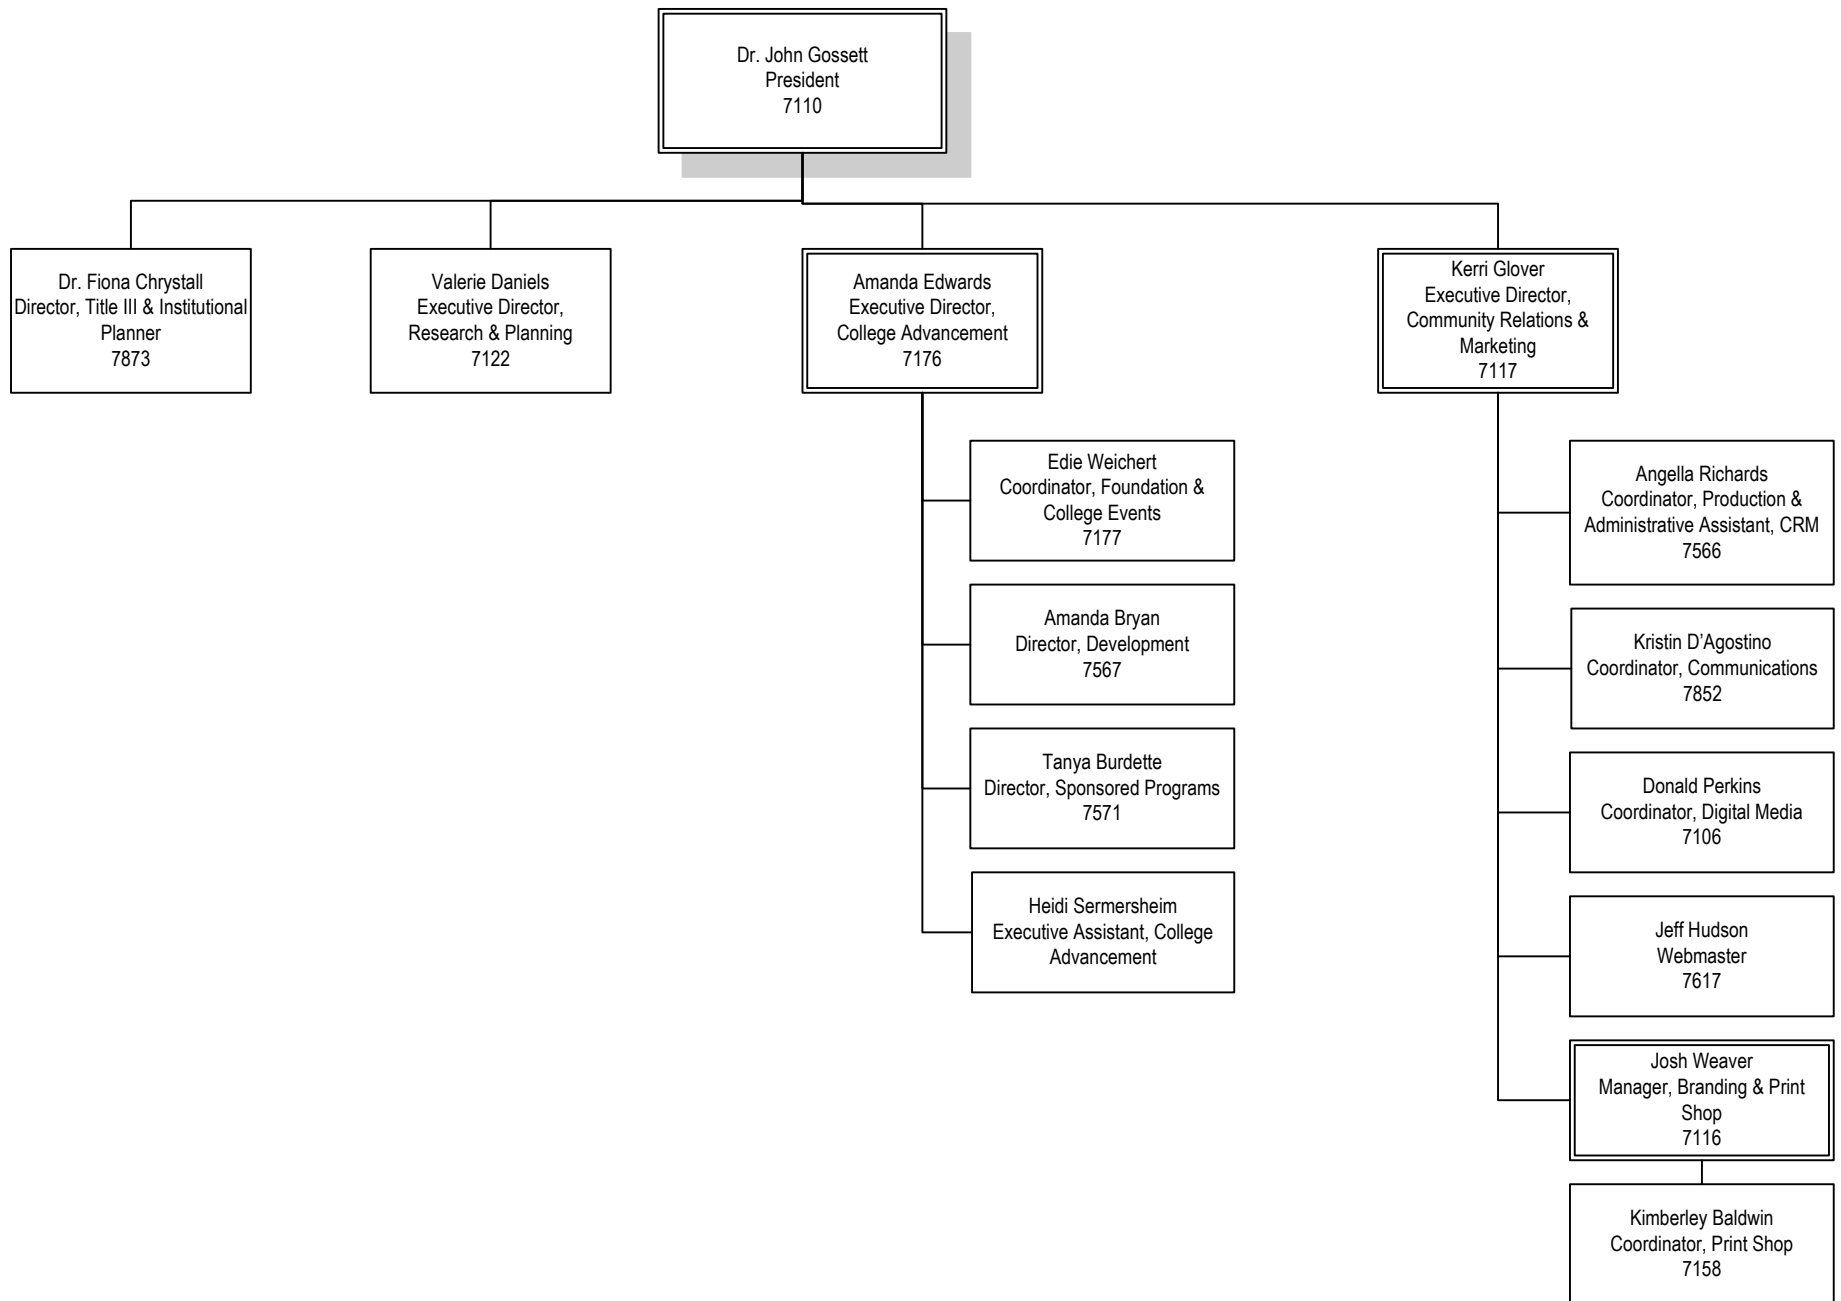 Dr. John Gossett
President
7110
Dr. Fiona Chrystall
Director, Title III & Institutional
Planner
7873
Valerie Daniels
Executive Director,
Research & Planning
7122
Amanda Edwards
Executive Director,
College Advancement
7176
Kerri Glover
Executive Director,
Community Relations &
Marketing
7117
Edie Weichert
Coordinator, Foundation &
College Events
7177
Amanda Bryan
Director, Development
7567
Tanya Burdette
Director, Sponsored Programs
7571
Heidi Sermersheim
Executive Assistant, College
Advancement
Angella Richards
Coordinator, Production &
Administrative Assistant, CRM
7566
Kristin D’Agostino
Coordinator, Communications
7852
Donald Perkins
Coordinator, Digital Media
7106
Jeff Hudson
Webmaster
7617
Josh Weaver
Manager, Branding & Print
Shop
7116
Kimberley Baldwin
Coordinator, Print Shop
7158